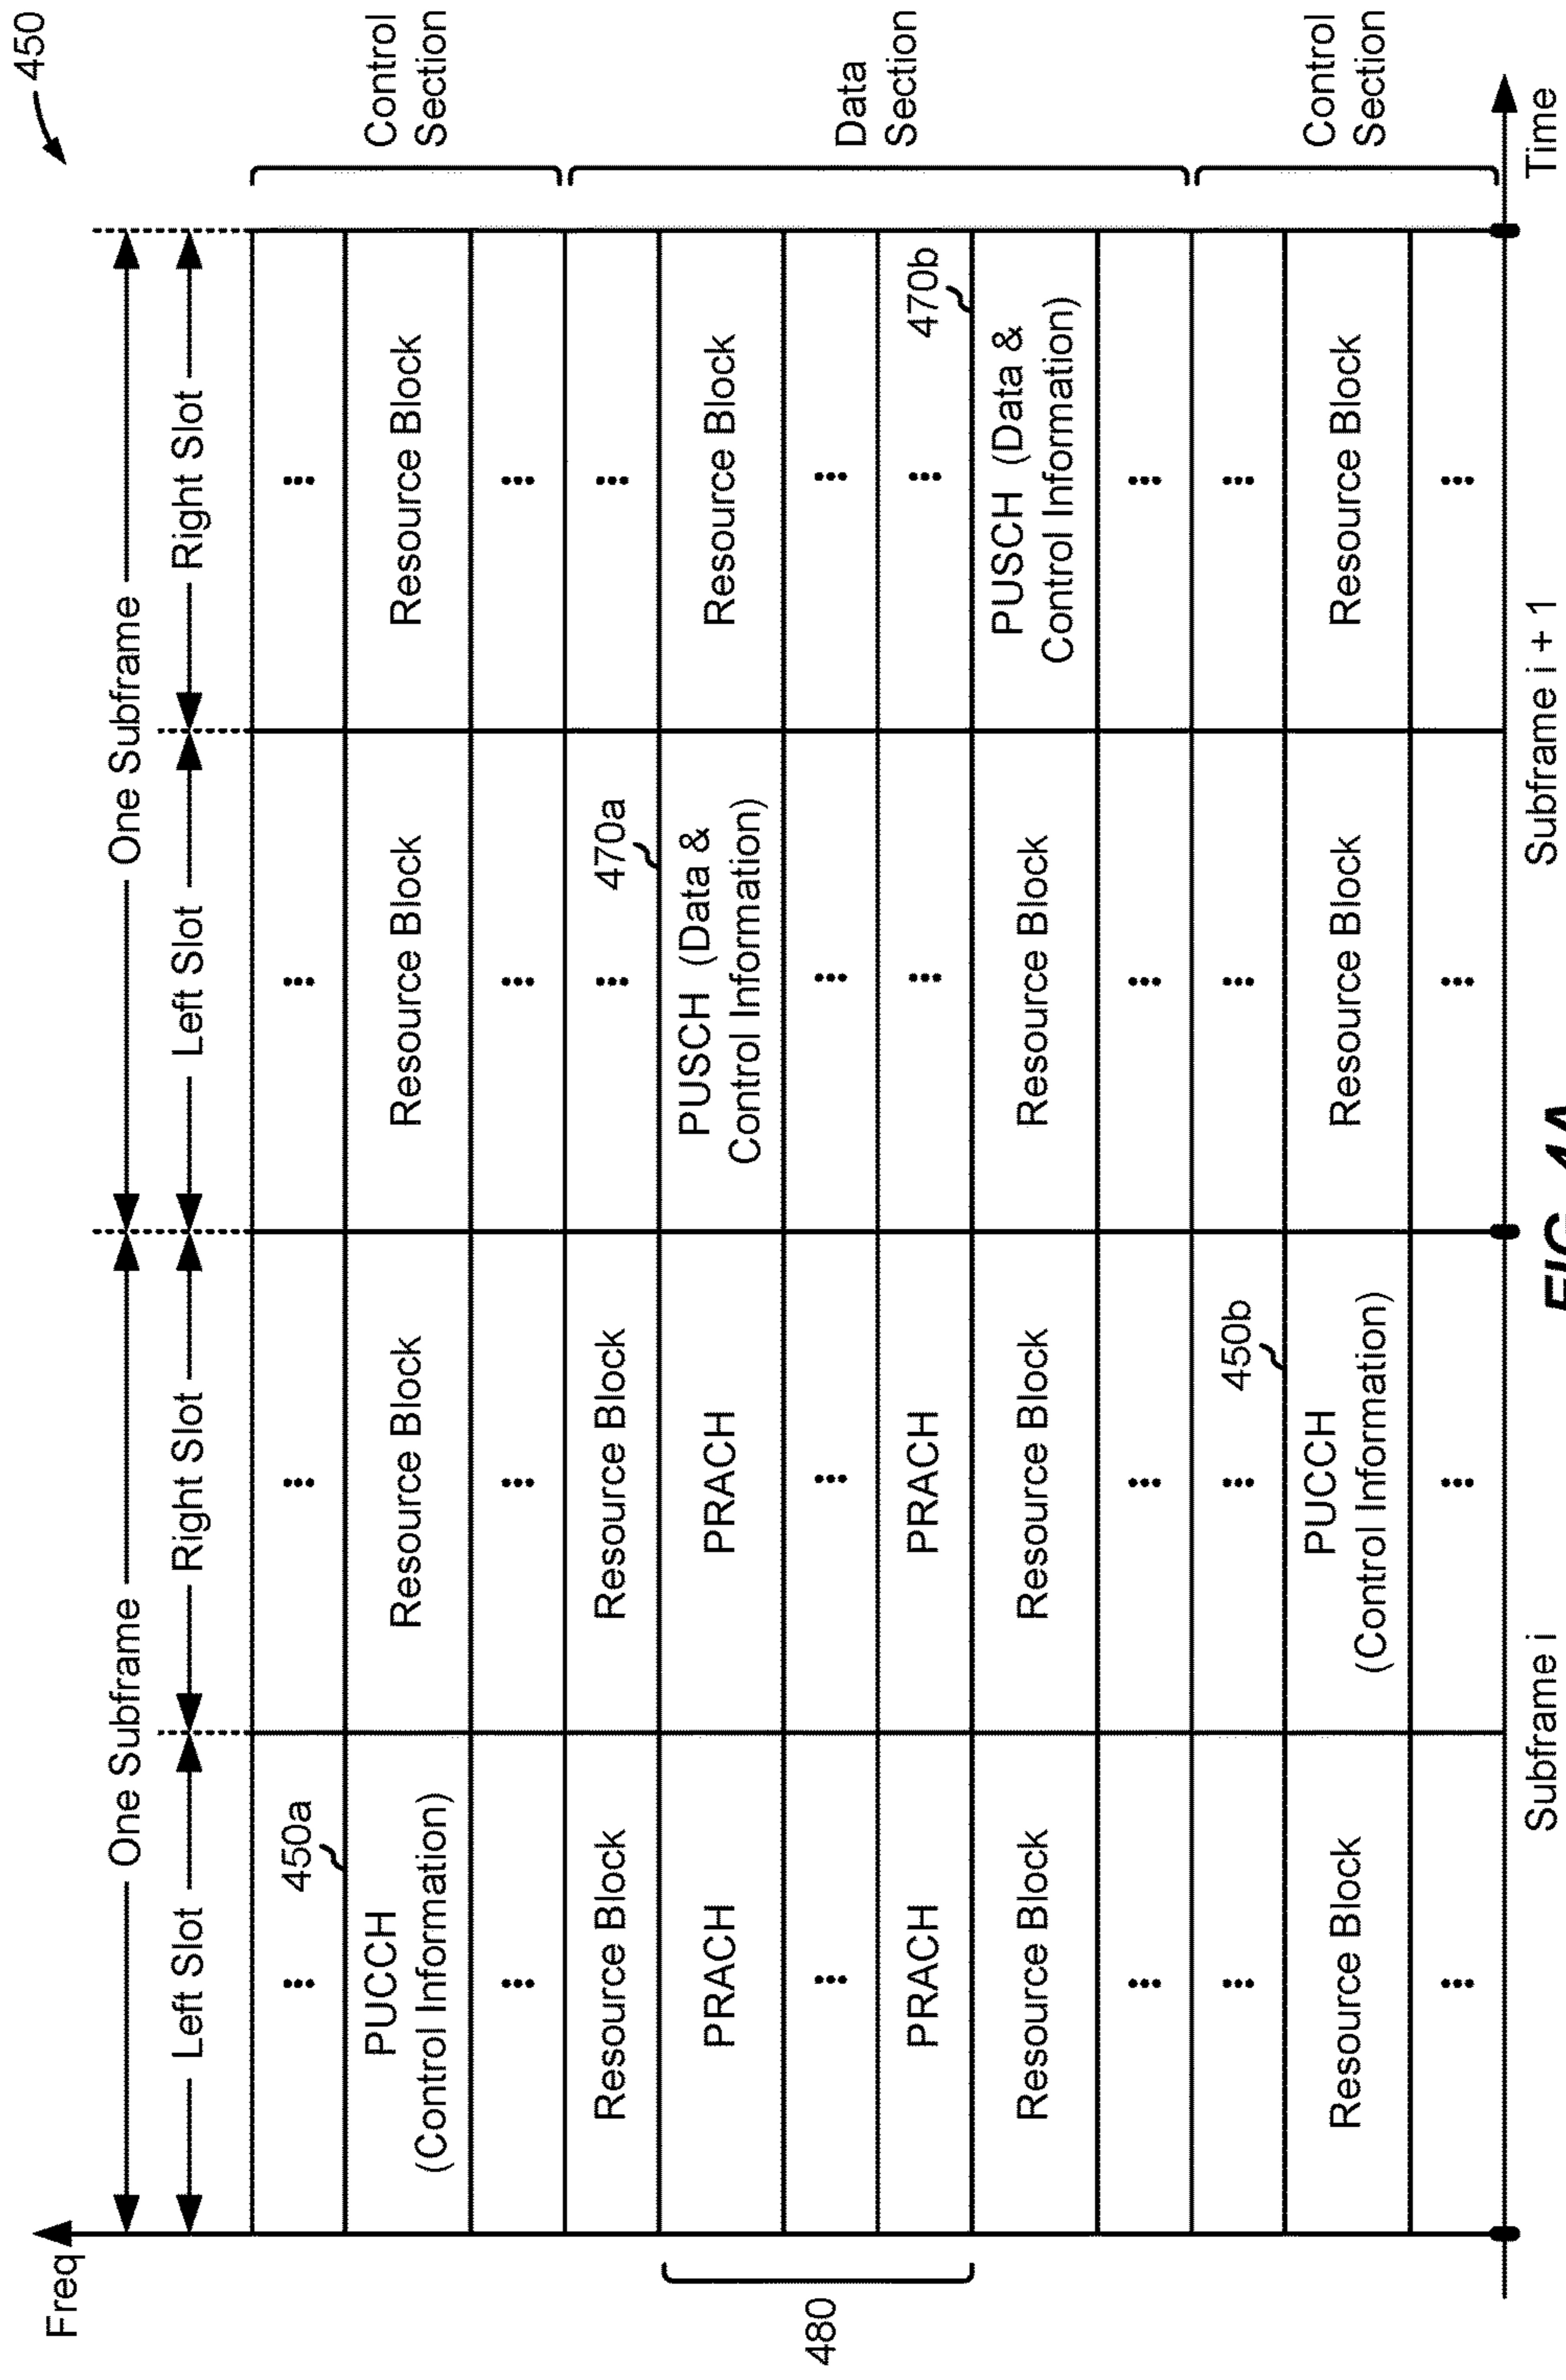 450
Freq
One Subframe
One Subframe
Left Slot
Right Slot
Left Slot
Right Slot
450a
PUCCH
(Control Information)
Resource Block
Resource Block
Resource Block
Control
Section
Resource Block
Resource Block
470a
480
PRACH
PRACH
PUSCH (Data &
Control Information)
Resource Block
Data
Section
PRACH
PRACH
470b
Resource Block
Resource Block
Resource Block
PUSCH (Data &
Control Information)
450b
Resource Block
PUCCH
(Control Information)
Resource Block
Resource Block
Control
Section
Subframe i
Subframe i + 1
Time
FIG. 4A